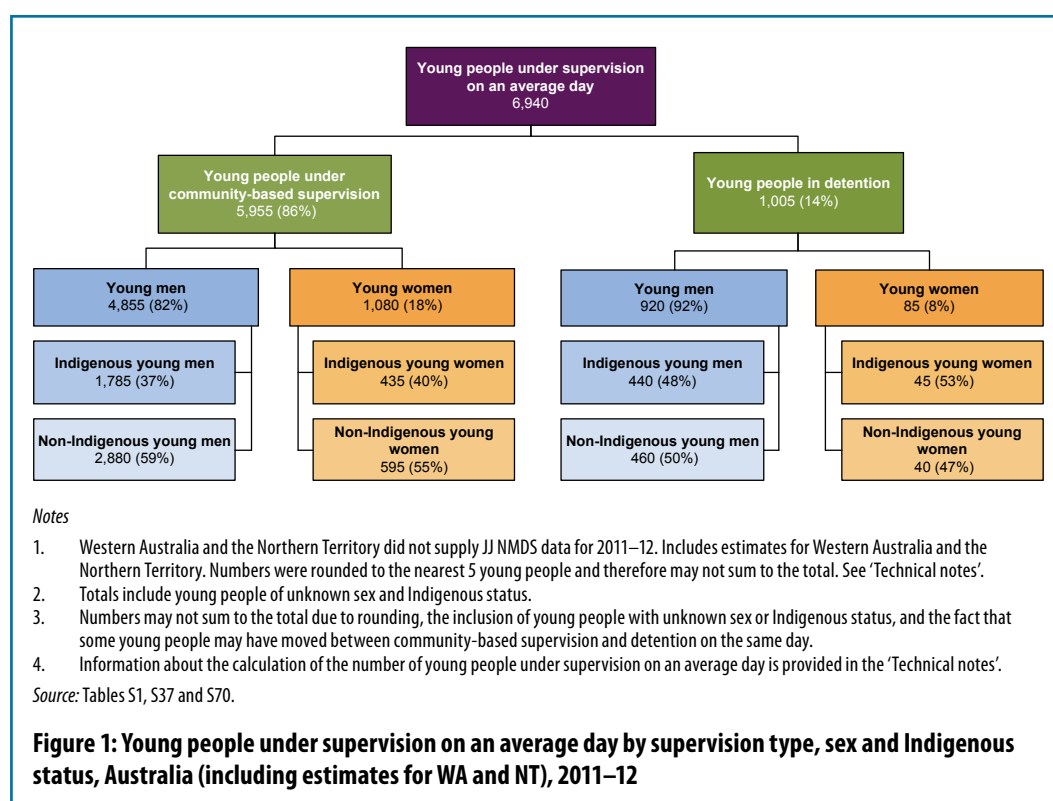 Young people under supervision
on an average day
6,940
Young people under
community-based supervision
5,955 (86%)
Young people in detention
1,005 (14%)
Young men
4,855 (82%)
Young women
1,080 (18%)
Young men
920 (92%)
Young women
85 (8%)
Indigenous young men
1,785 (37%)
Indigenous young women
435 (40%)
Indigenous young men
440 (48%)
Indigenous young women
45 (53%)
Non-Indigenous young men
2,880 (59%)
Non-Indigenous young
women
595 (55%)
Non-Indigenous young men
460 (50%)
Non-Indigenous young
women
40 (47%)
Notes
1. Western Australia and the Northern Territory did not supply JJ NMDS data for 2011–12. Includes estimates for Western Australia and the
Northern Territory. Numbers were rounded to the nearest 5 young people and therefore may not sum to the total. See ‘Technical notes’.
2. Totals include young people of unknown sex and Indigenous status.
3. Numbers may not sum to the total due to rounding, the inclusion of young people with unknown sex or Indigenous status, and the fact that
some young people may have moved between community-based supervision and detention on the same day.
4. Information about the calculation of the number of young people under supervision on an average day is provided in the ‘Technical notes’.
Source: Tables S1, S37 and S70.
Figure 1: Young people under supervision on an average day by supervision type, sex and Indigenous
status, Australia (including estimates for WA and NT), 2011–12